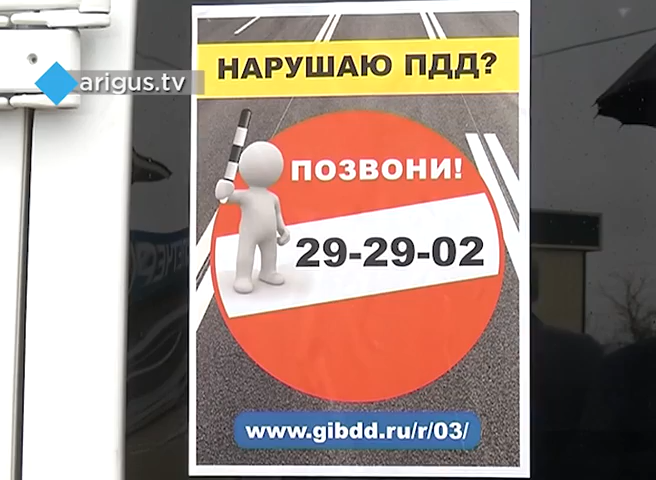 НАРУШАЮ ПДД?
arigus.tv
ПОЗВОНИ!
29-29-02
www.gibdd.ru/r/03/